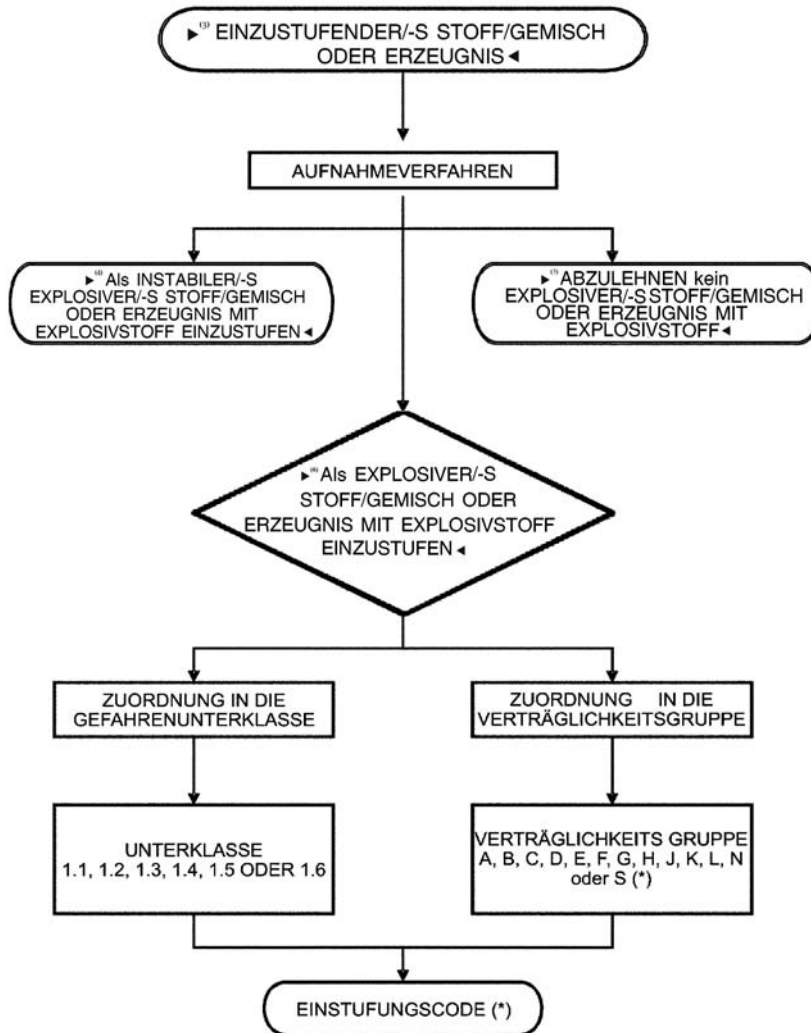 ►⁽³⁾ EINZUSTUFENDER/-S STOFF/GEMISCH
ODER ERZEUGNIS◄
AUFNAHMEVERFAHREN
► Als INSTABILER/-S
EXPLOSIVER/-S STOFF/GEMISCH
ODER ERZEUGNIS MIT
EXPLOSIVSTOFF EINZUSTUFEN◄
► ABZULEHNEN kein
EXPLOSIVER/-S STOFF/GEMISCH
ODER ERZEUGNIS MIT
EXPLOSIVSTOFF◄
► Als EXPLOSIVER/-S
STOFF/GEMISCH ODER
ERZEUGNIS MIT EXPLOSIVSTOFF
EINZUSTUFEN◄
ZUORDNUNG IN DIE
GEFAHRENUNTERKLASSE
ZUORDNUNG IN DIE
VERTRÄGLICHKEITSGRUPPE
UNTERKLASSE
1.1, 1.2, 1.3, 1.4, 1.5 ODER 1.6
VERTRÄGLICHKEITS GRUPPE
A, B, C, D, E, F, G, H, J, K, L, N
oder S (*)
EINSTUFUNGSCODE (*)